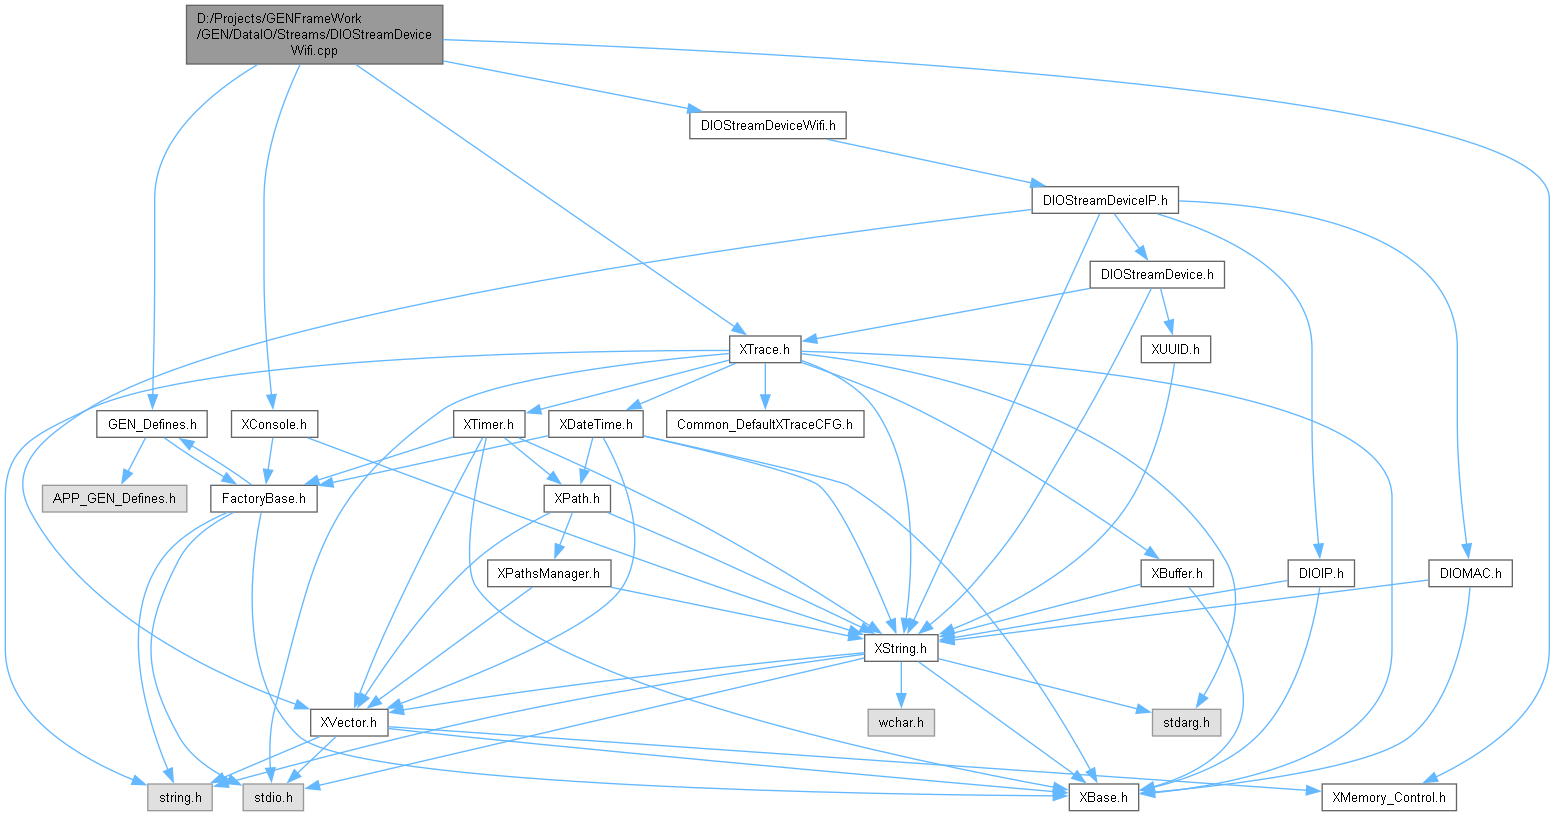 D:/Projects/GENFrameWork
/GEN/DataIO/Streams/DIOStreamDevice
Wifi.cpp
DIOStreamDeviceWifi.h
DIOStreamDeviceIP.h
DIOStreamDevice.h
XTrace.h
XUUID.h
GEN_Defines.h
XConsole.h
XTimer.h
XDateTime.h
Common_DefaultXTraceCFG.h
APP_GEN_Defines.h
FactoryBase.h
XPath.h
XPathsManager.h
XBuffer.h
DIOIP.h
DIOMAC.h
XString.h
XVector.h
wchar.h
stdarg.h
string.h
stdio.h
XBase.h
XMemory_Control.h